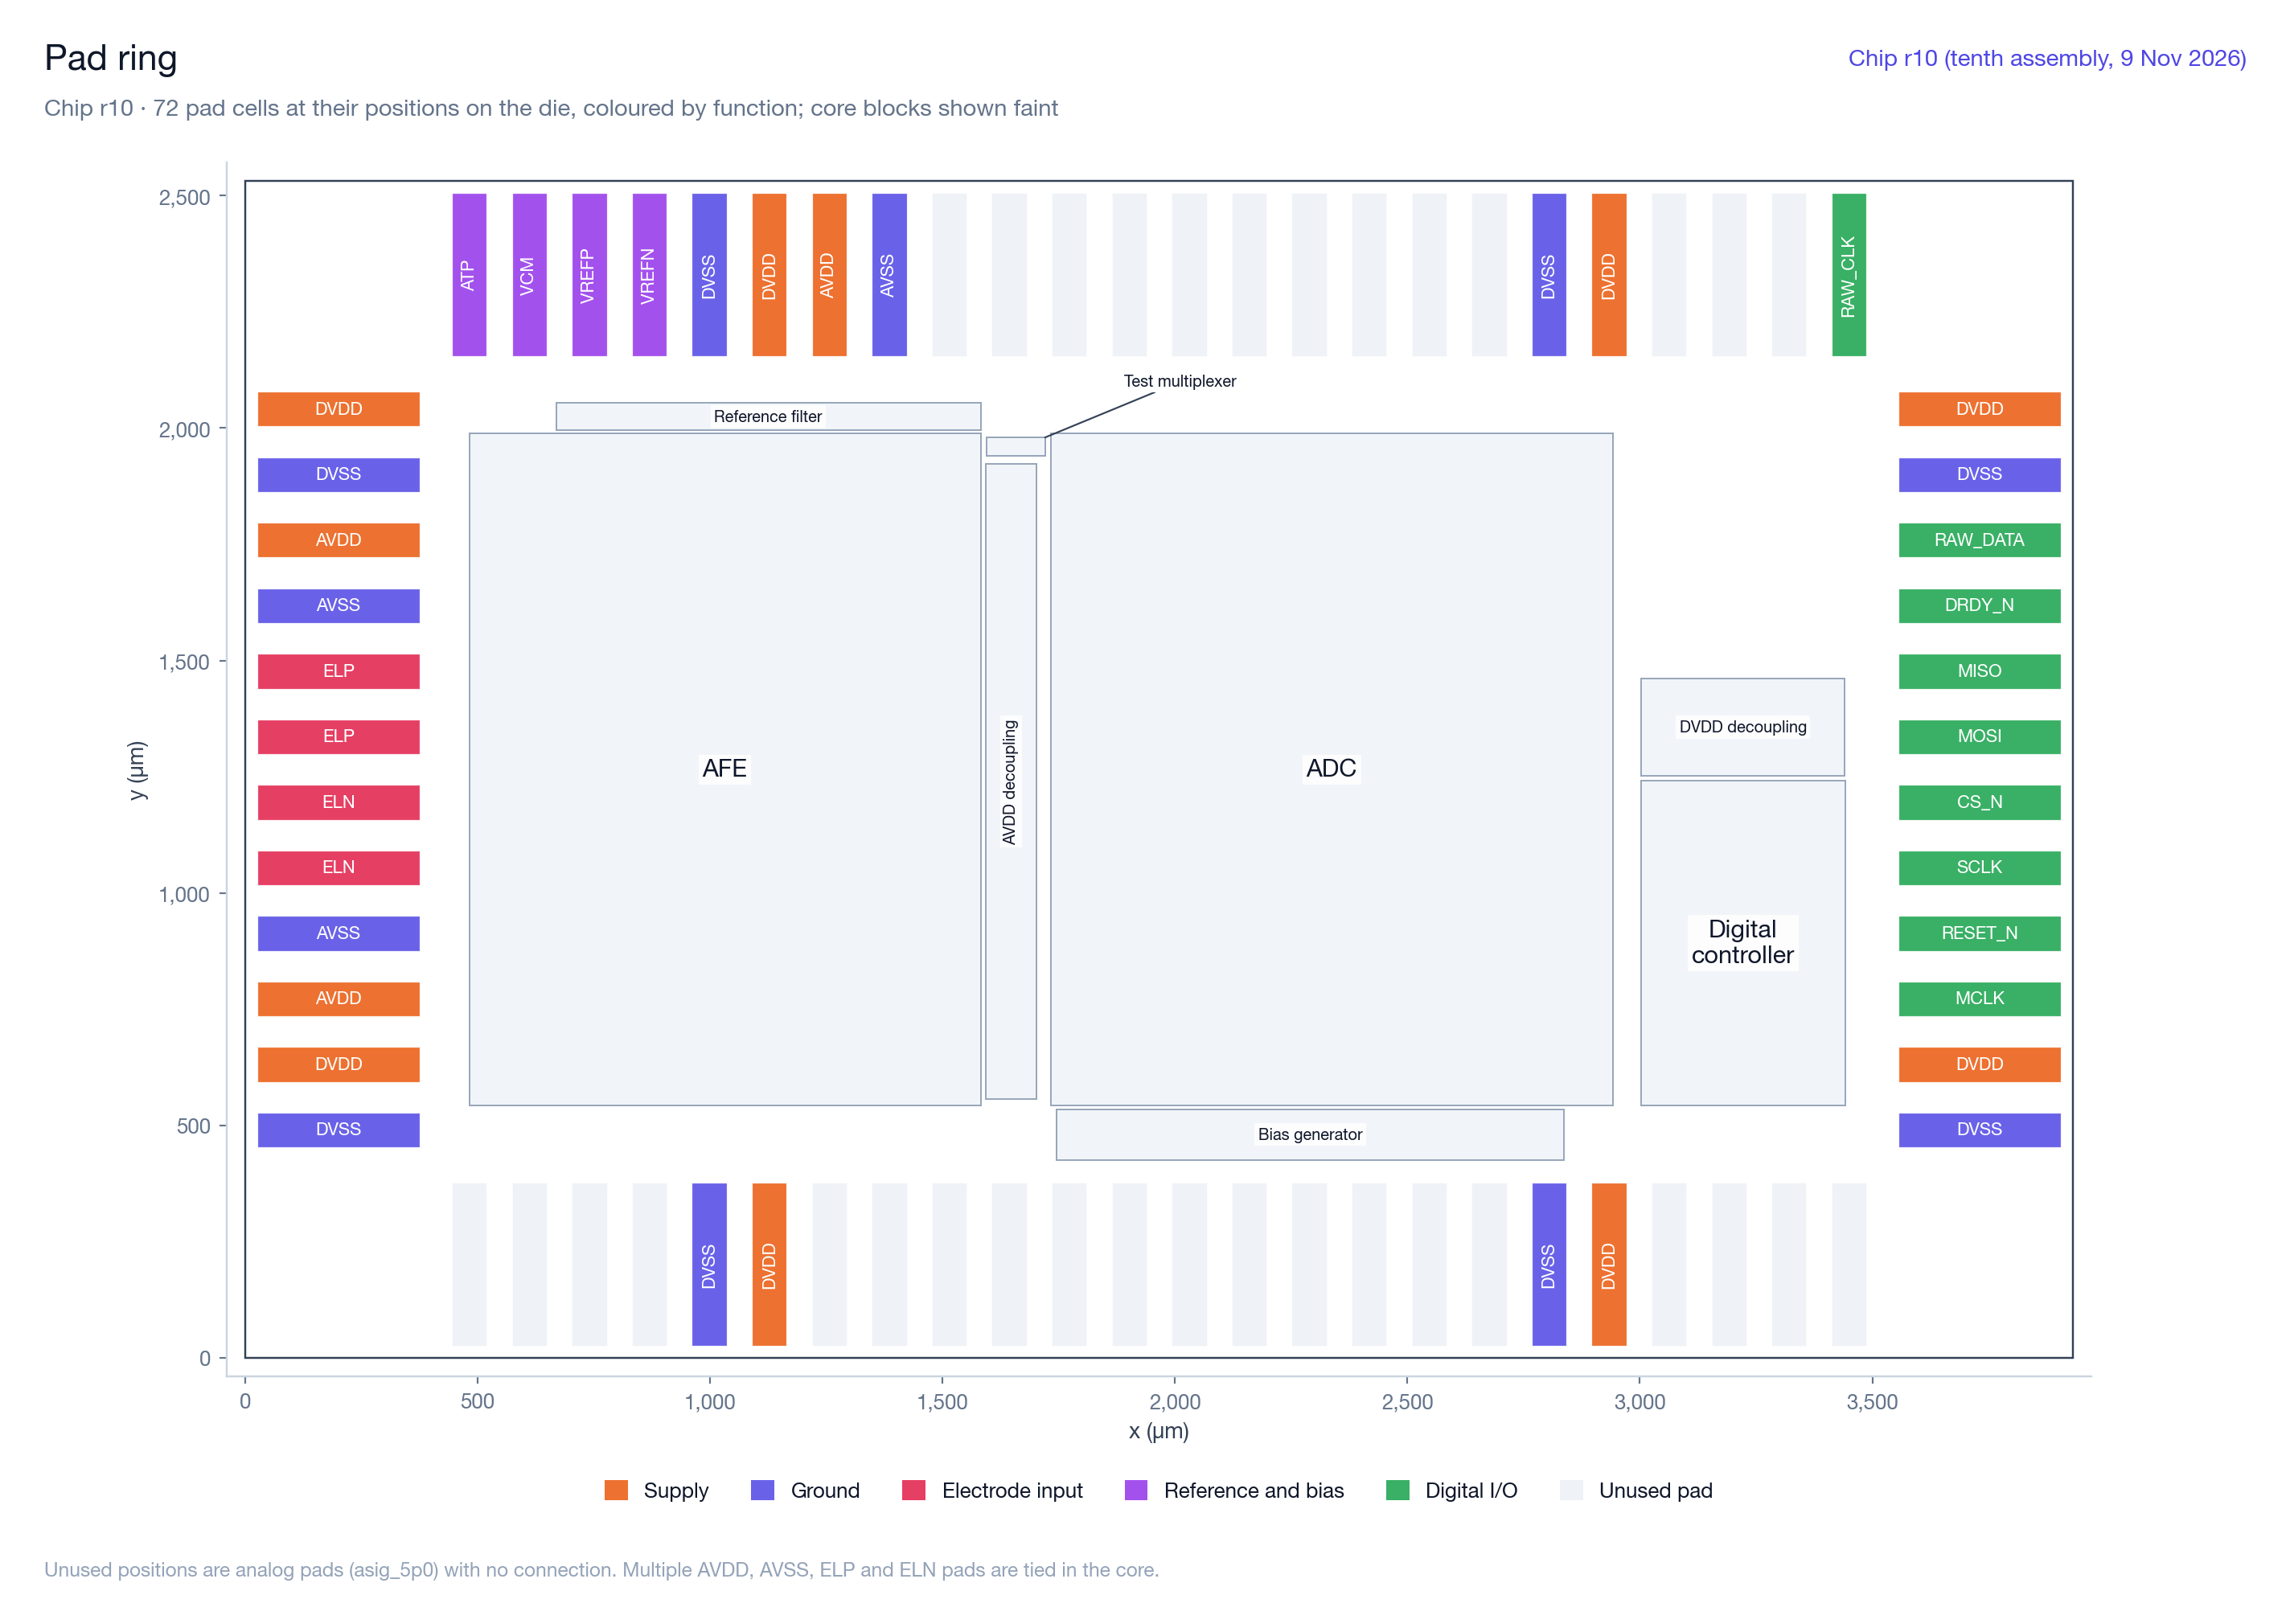 Pad ring
Chip r10 (tenth assembly, 9 Nov 2026)
Chip r10 · 72 pad cells at their positions on the die, coloured by function; core blocks shown faint
y (µm)
2,500
2,000
1,500
1,000
500
0
ATP
VCM
VREFP
VREFN
DVSS
DVDD
AVDD
AVSS
DVSS
DVDD
RAW_CLK
DVDD
DVSS
AVDD
AVSS
ELP
ELP
ELN
ELN
AVSS
AVDD
DVDD
DVSS
Test multiplexer
Reference filter
AFE
AVDD decoupling
ADC
DVDD decoupling
Digital
controller
Bias generator
DVDD
DVSS
RAW_DATA
DRDY_N
MISO
MOSI
CS_N
SCLK
RESET_N
MCLK
DVDD
DVSS
DVSS
DVDD
DVSS
DVDD
0
500
1,000
1,500
2,000
2,500
3,000
3,500
x (µm)
Supply
Ground
Electrode input
Reference and bias
Digital I/O
Unused pad
Unused positions are analog pads (asig_5p0) with no connection. Multiple AVDD, AVSS, ELP and ELN pads are tied in the core.